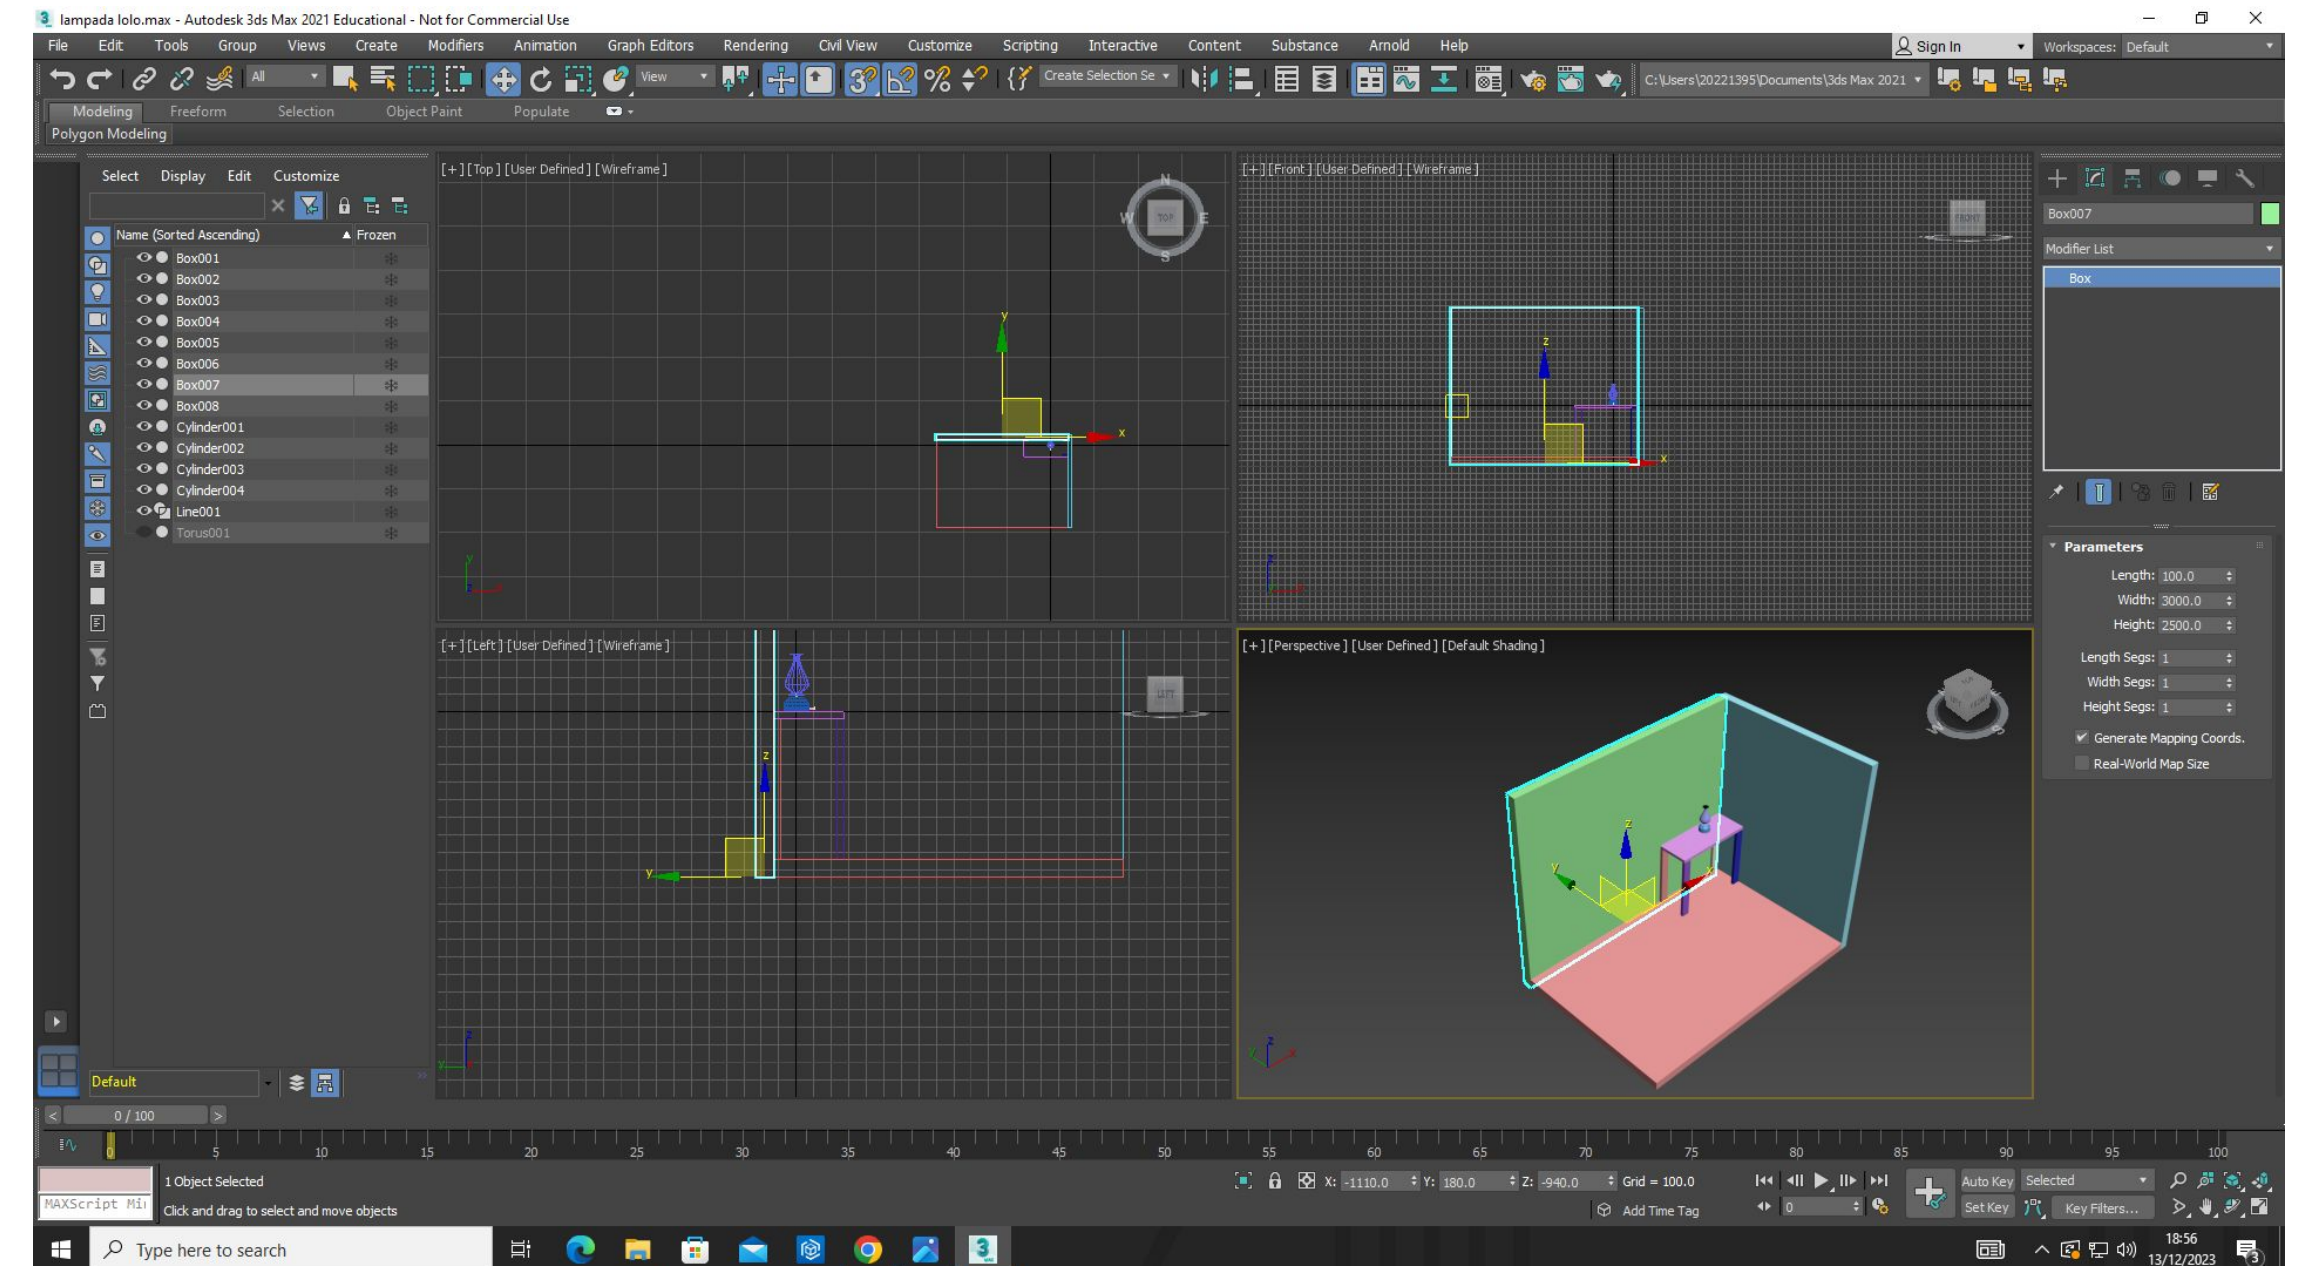 lampada lolo.max - Autodesk 3ds Max 2021 Educational - Not for Commercial Use
File Edit Tools Group Views Create Modifiers Animation Graph Editors Rendering Civil View Customize Scripting Interactive Content Substance Arnold Help Sign In Workspaces: Default
All View Create Selection Se C:\Users\20221395\Documents\3ds Max 2021
Modeling Freeform Selection Object Paint Populate
Polygon Modeling
Select Display Edit Customize
Name (Sorted Ascending) Frozen
Box001
Box002
Box003
Box004
Box005
Box006
Box007
Box008
Cylinder001
Cylinder002
Cylinder003
Cylinder004
Line001
Torus001
Default
[+] [Top] [User Defined] [Wireframe]
N
W TOP E
S
y
x
y
z x
[+] [Front] [User Defined] [Wireframe]
FRONT
z
x
z
x
[+] [Left] [User Defined] [Wireframe]
LEFT
z
y
z
y
[+] [Perspective] [User Defined] [Default Shading]
z
y
x
z
y x
Box007
Modifier List
Box
Parameters
Length: 100.0
Width: 3000.0
Height: 2500.0
Length Segs: 1
Width Segs: 1
Height Segs: 1
Generate Mapping Coords.
Real-World Map Size
< 0 / 100 >
0 5 10 15 20 25 30 35 40 45 50 55 60 65 70 75 80 85 90 95 100
1 Object Selected X: -1110.0 Y: 180.0 Z: -940.0 Grid = 100.0 Auto Key Selected
MAXScript Mi Click and drag to select and move objects Add Time Tag 0 Set Key Key Filters...
Type here to search
3
18:56
13/12/2023
3